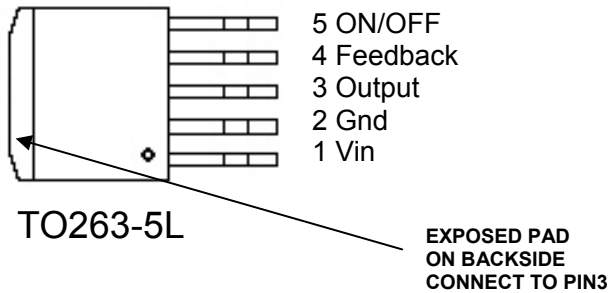 5 ON/OFF
4 Feedback
3 Output
2 Gnd
1 Vin
TO263-5L
EXPOSED PAD
ON BACKSIDE
CONNECT TO PIN3